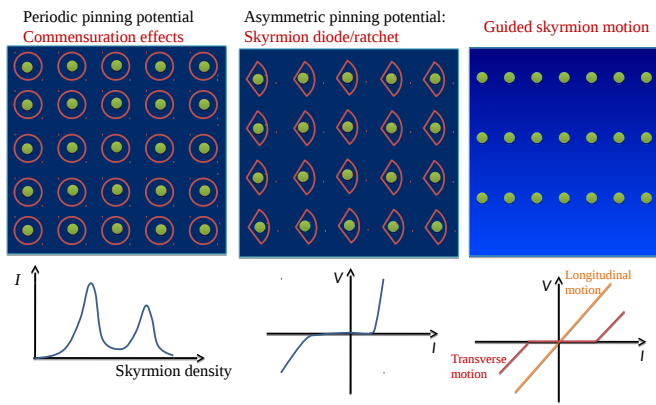 Periodic pinning potential
Commensuration effects
Asymmetric pinning potential:
Skyrmion diode/ratchet
Guided skyrmion motion
I
Skyrmion density
V
I
V
Longitudinal
motion
Transverse
motion
I